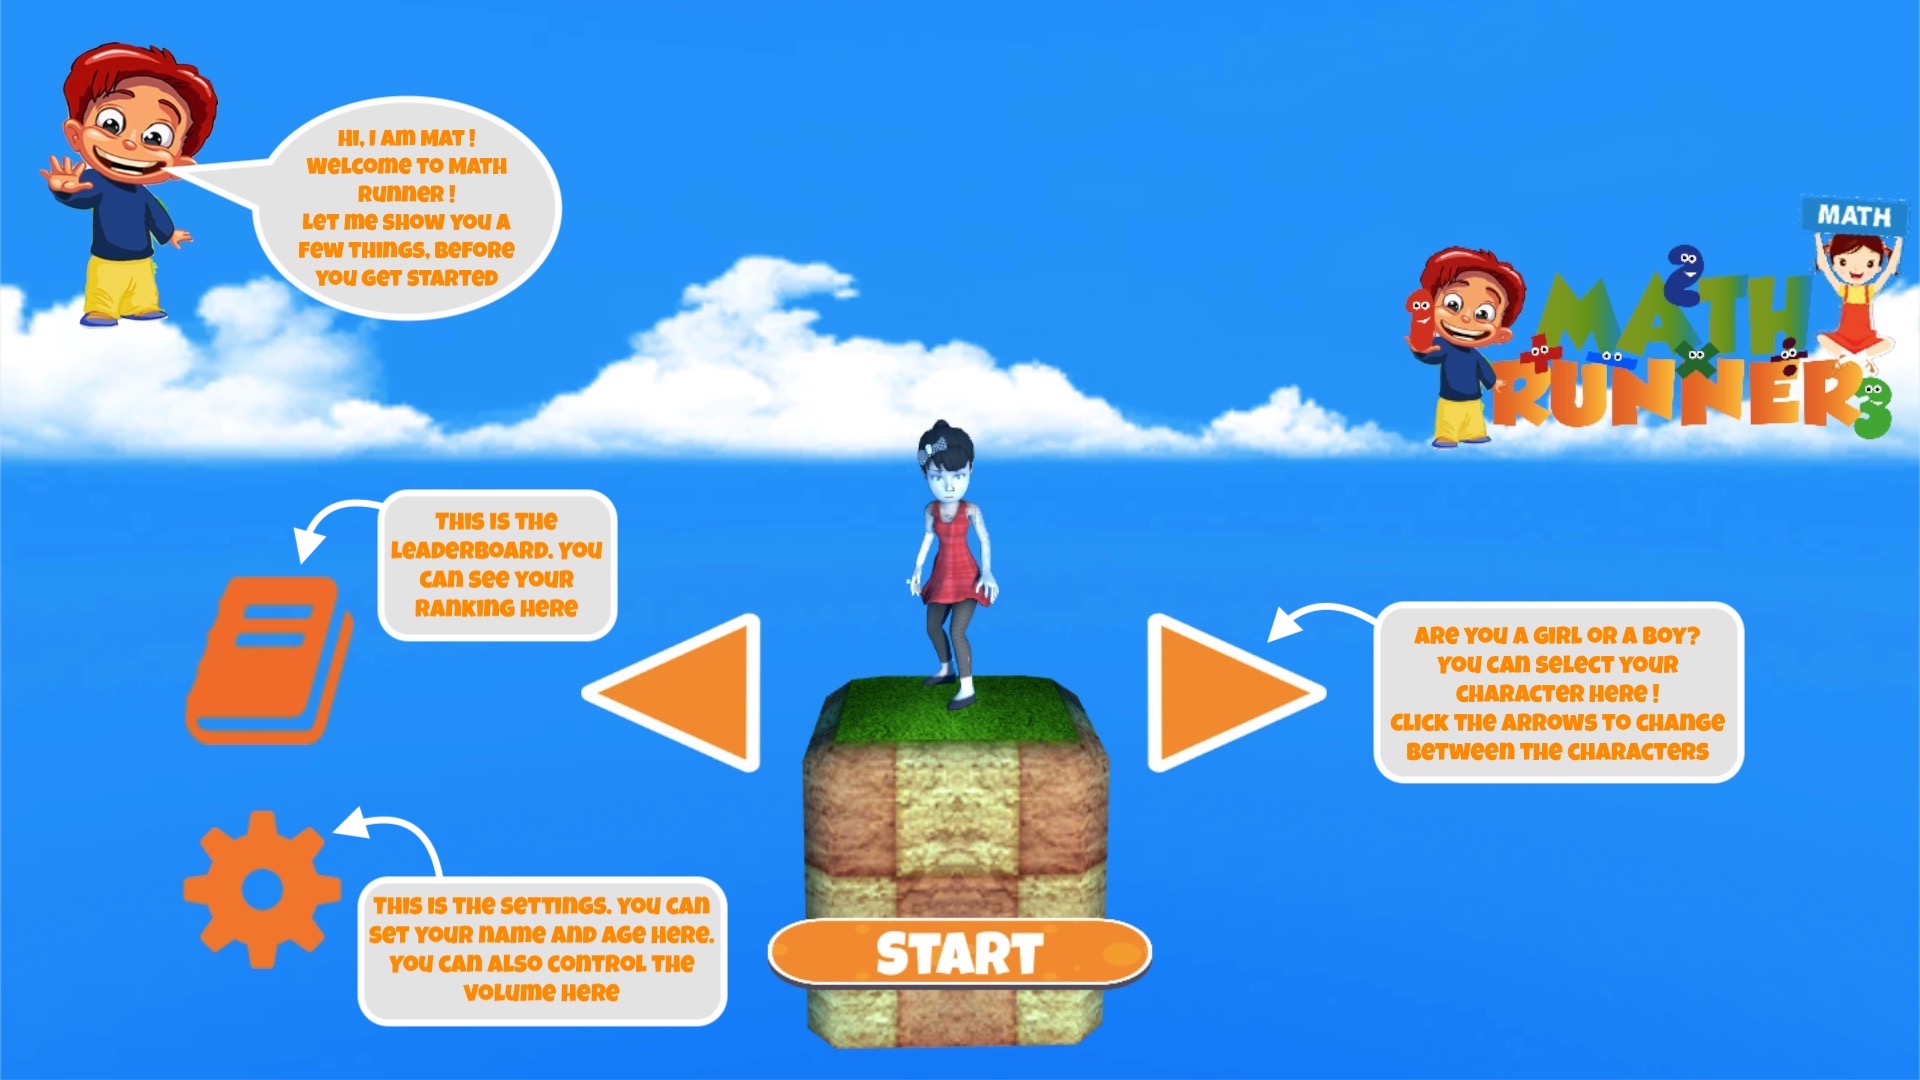 HI, I AM MAT !
WELCOME TO MATH
RUNNER !
LET ME SHOW YOU A
FEW THINGS, BEFORE
YOU GET STARTED
MATH
2
MATH
1
RUNNER
3
THIS IS THE
LEADERBOARD. YOU
CAN SEE YOUR
RANKING HERE
ARE YOU A GIRL OR A BOY?
YOU CAN SELECT YOUR
CHARACTER HERE !
CLICK THE ARROWS TO CHANGE
BETWEEN THE CHARACTERS
THIS IS THE SETTINGS. YOU CAN
SET YOUR NAME AND AGE HERE.
YOU CAN ALSO CONTROL THE
VOLUME HERE
START